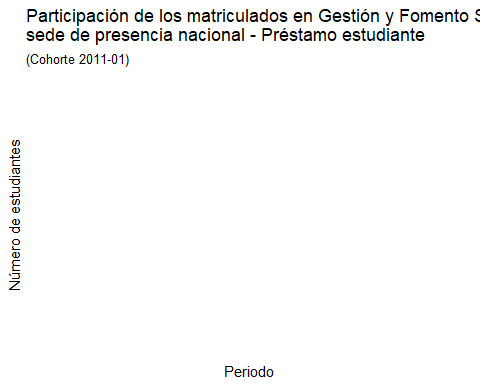 Participación de los matriculados en Gestión y Fomento
sede de presencia nacional - Préstamo estudiante
(Cohorte 2011-01)
Número de estudiantes
Periodo